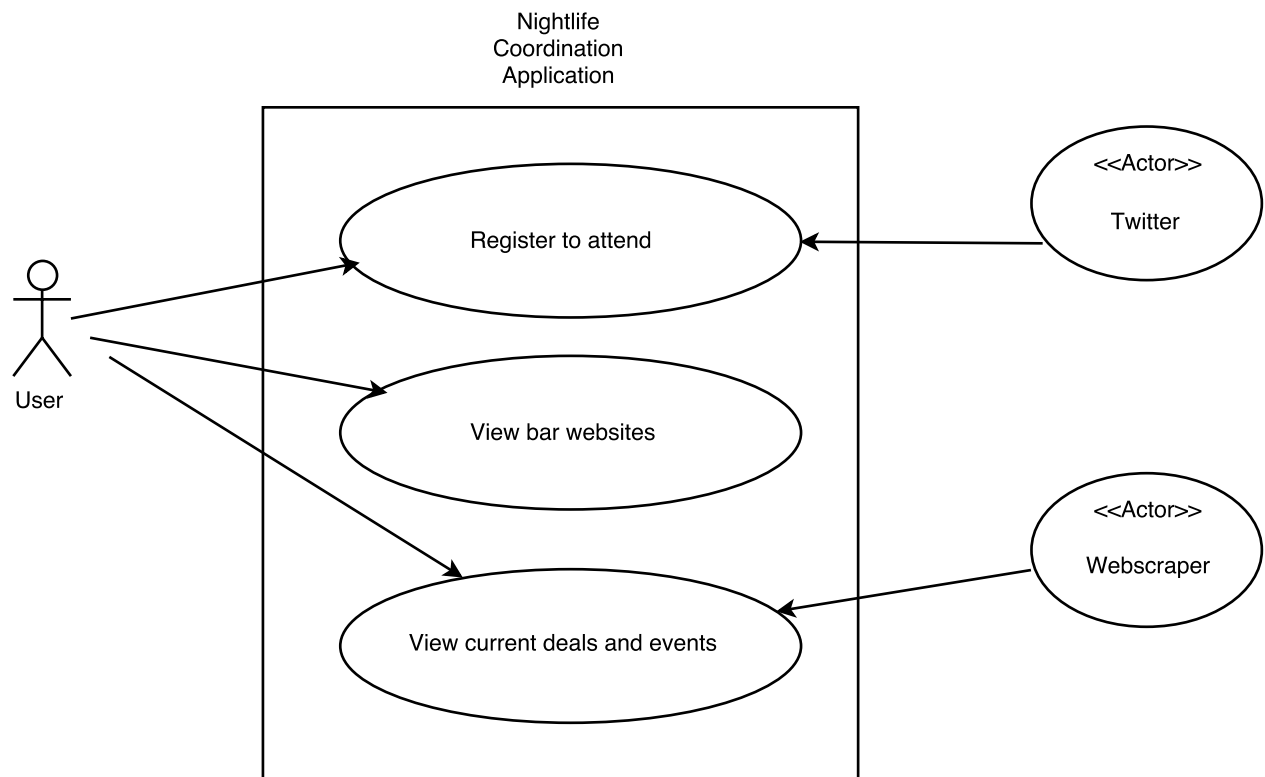 Nightlife
Coordination
Application
<<Actor>>
Twitter
Register to attend
User
View bar websites
<<Actor>>
Webscraper
View current deals and events